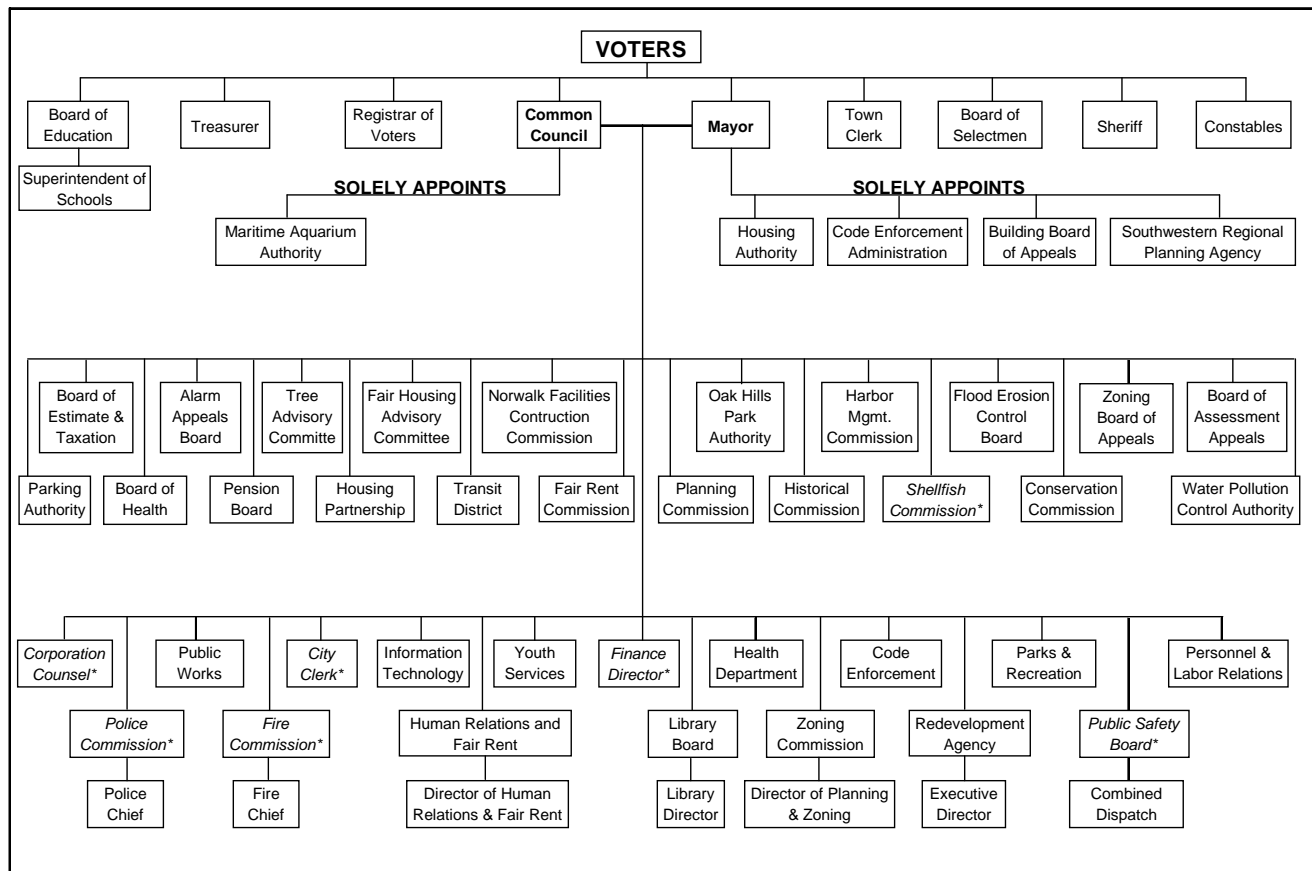 VOTERS
Board of
Education
Treasurer
Registrar of
Voters
Common
Council
Mayor
Town
Clerk
Board of
Selectmen
Sheriff
Constables
Superintendent of
Schools
SOLELY APPOINTS
SOLELY APPOINTS
Maritime Aquarium
Authority
Housing
Authority
Code Enforcement
Administration
Building Board
of Appeals
Southwestern Regional
Planning Agency
Board of
Estimate &
Taxation
Alarm
Appeals
Board
Tree
Advisory
Committe
Fair Housing
Advisory
Committee
Norwalk Facilities
Contruction
Commission
Oak Hills
Park
Authority
Harbor
Mgmt.
Commission
Flood Erosion
Control
Board
Zoning
Board of
Appeals
Board of
Assessment
Appeals
Parking
Authority
Board of
Health
Pension
Board
Housing
Partnership
Transit
District
Fair Rent
Commission
Planning
Commission
Historical
Commission
Shellfish
Commission*
Conservation
Commission
Water Pollution
Control Authority
Corporation
Counsel*
Public
Works
City
Clerk*
Information
Technology
Youth
Services
Finance
Director*
Health
Department
Code
Enforcement
Parks &
Recreation
Personnel &
Labor Relations
Police
Commission*
Fire
Commission*
Human Relations and
Fair Rent
Library
Board
Zoning
Commission
Redevelopment
Agency
Public Safety
Board*
Police
Chief
Fire
Chief
Director of Human
Relations & Fair Rent
Library
Director
Director of Planning
& Zoning
Executive
Director
Combined
Dispatch